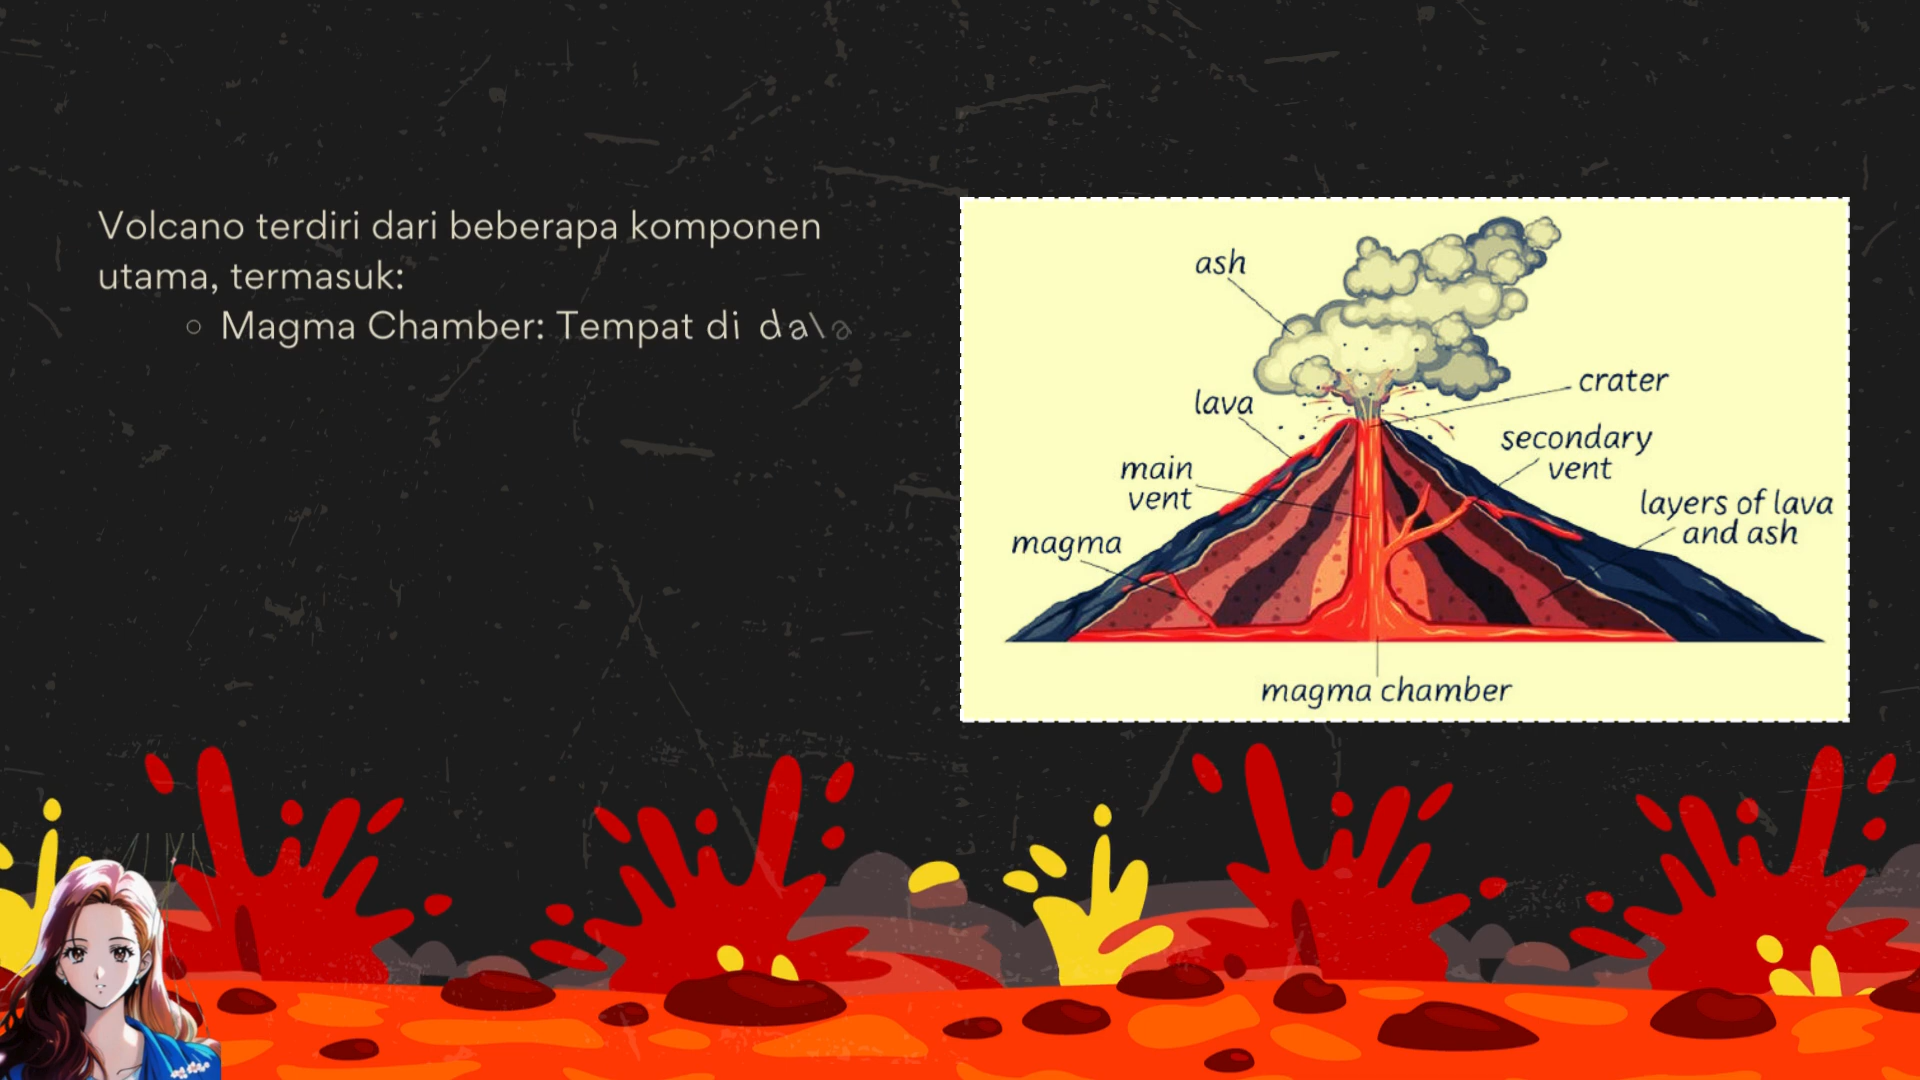 Volcano terdiri dari beberapa komponen
utama, termasuk:
○ Magma Chamber: Tempat di dala
ash
crater
lava
secondary
vent
main
vent
layers of lava
and ash
magma
magma chamber